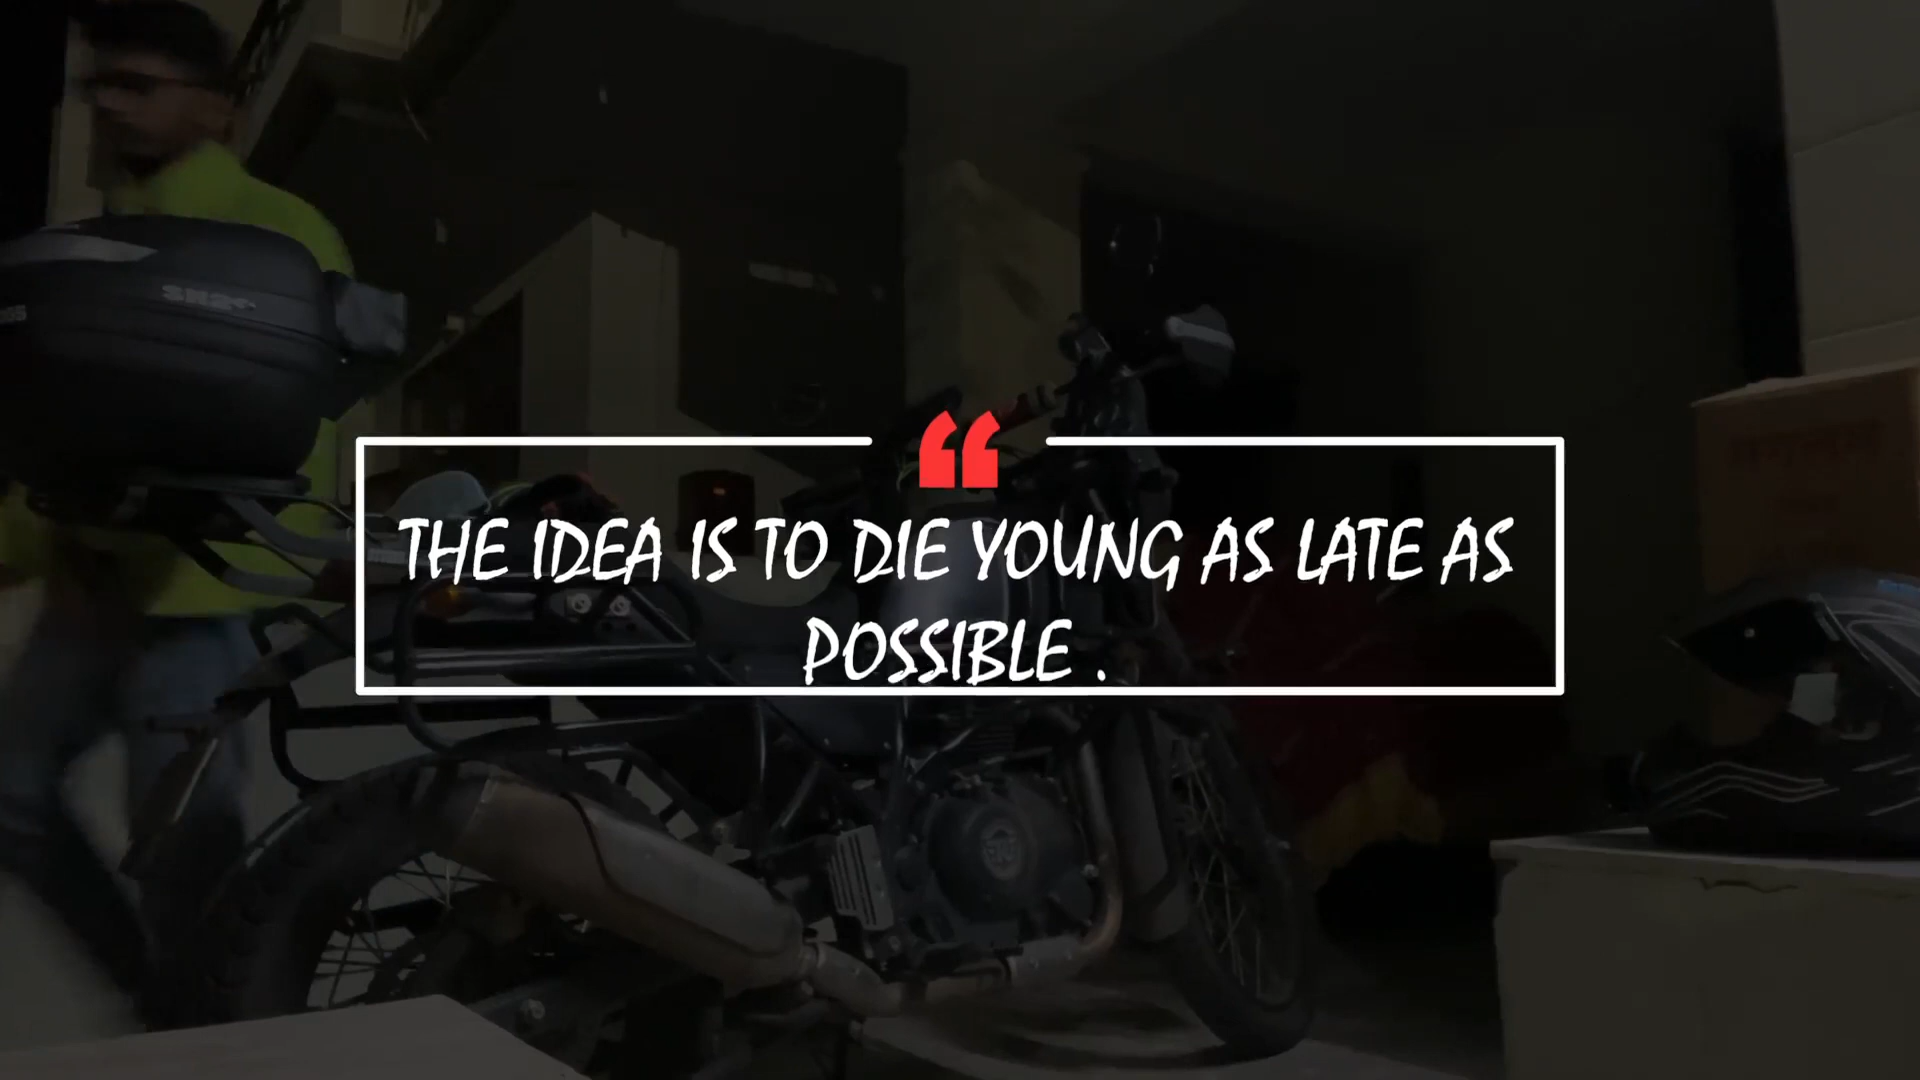 THE IDEA IS TO DIE YOUNG AS LATE AS
POSSIBLE .